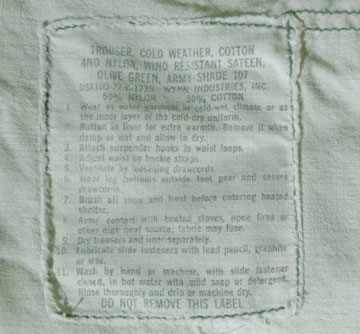 TROUSER, COLD WEATHER, COTTON
AND NYLON, WIND RESISTANT SATEEN,
OLIVE GREEN, ARMY SHADE 107
WYNN INDUSTRIES, INC.
50% NYLON - 50% COTTON
1. Wear as outer garment in cold-wet climate or as
the inner layer of the cold-dry uniform.
2. Button in liner for extra warmth. Remove it when
damp or wet and allow to dry.
3. Attach suspender hooks to waist loops.
4. Adjust waist by buckle straps.
5. Ventilate by loosening drawcords.
6. Wear leg bottoms outside foot gear and secure
drawcords.
7. Brush off snow and frost before entering heated
shelter.
8. Avoid contact with heated stoves, open fires or
other high heat source; fabric may fuse.
9. Dry trousers and liner separately.
10. Lubricate slide fasteners with lead pencil, graphite
or wax.
11. Wash by hand or machine, with slide fastener
closed, in hot water with mild soap or detergent.
Rinse thoroughly and drip or machine dry.
DO NOT REMOVE THIS LABEL